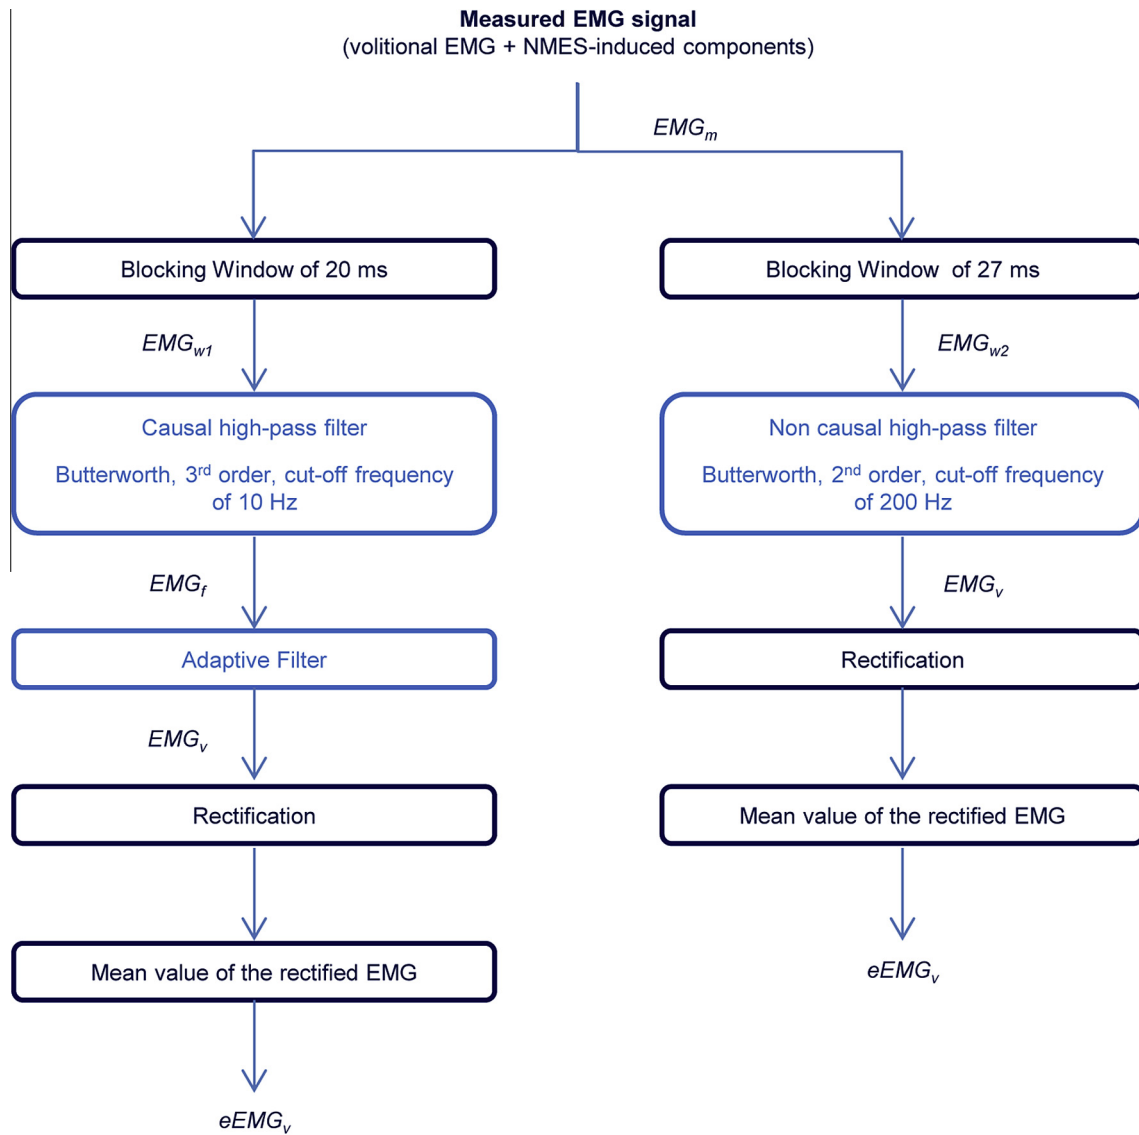 Measured EMG signal
(volitional EMG + NMES-induced components)
EMGm
Blocking Window of 20 ms
EMGw1
Causal high-pass filter
Butterworth, 3rd order, cut-off frequency
of 10 Hz
EMGf
Adaptive Filter
EMGv
Rectification
Mean value of the rectified EMG
eEMGv
Blocking Window of 27 ms
EMGw2
Non causal high-pass filter
Butterworth, 2nd order, cut-off frequency
of 200 Hz
EMGv
Rectification
Mean value of the rectified EMG
eEMGv